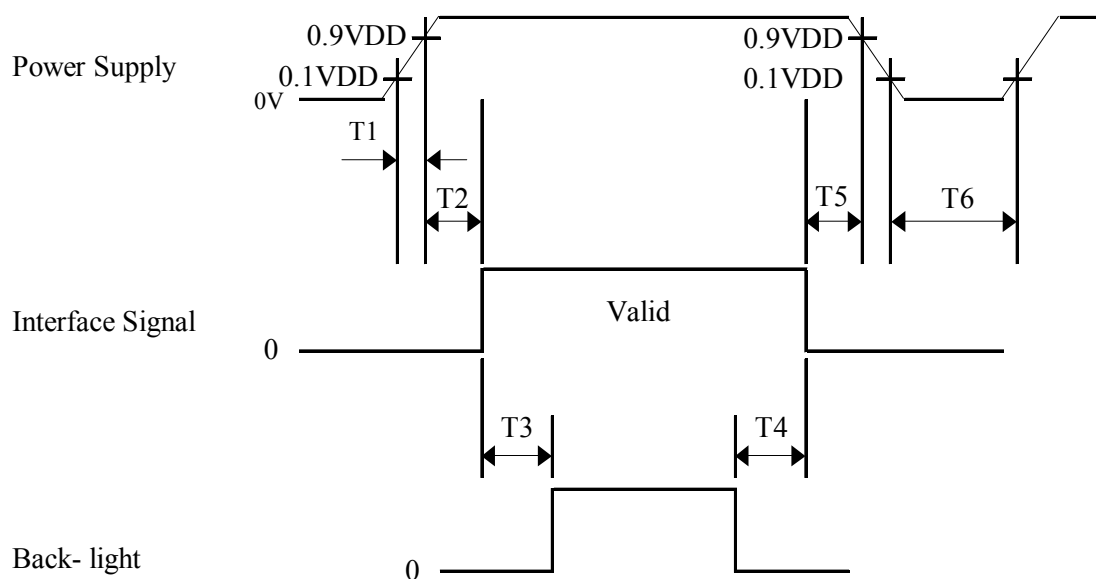 0.9VDD
0.9VDD
Power Supply
0.1VDD
0.1VDD
0V
T1
T2
T5
T6
Valid
Interface Signal
0
T3
T4
Back- light
0